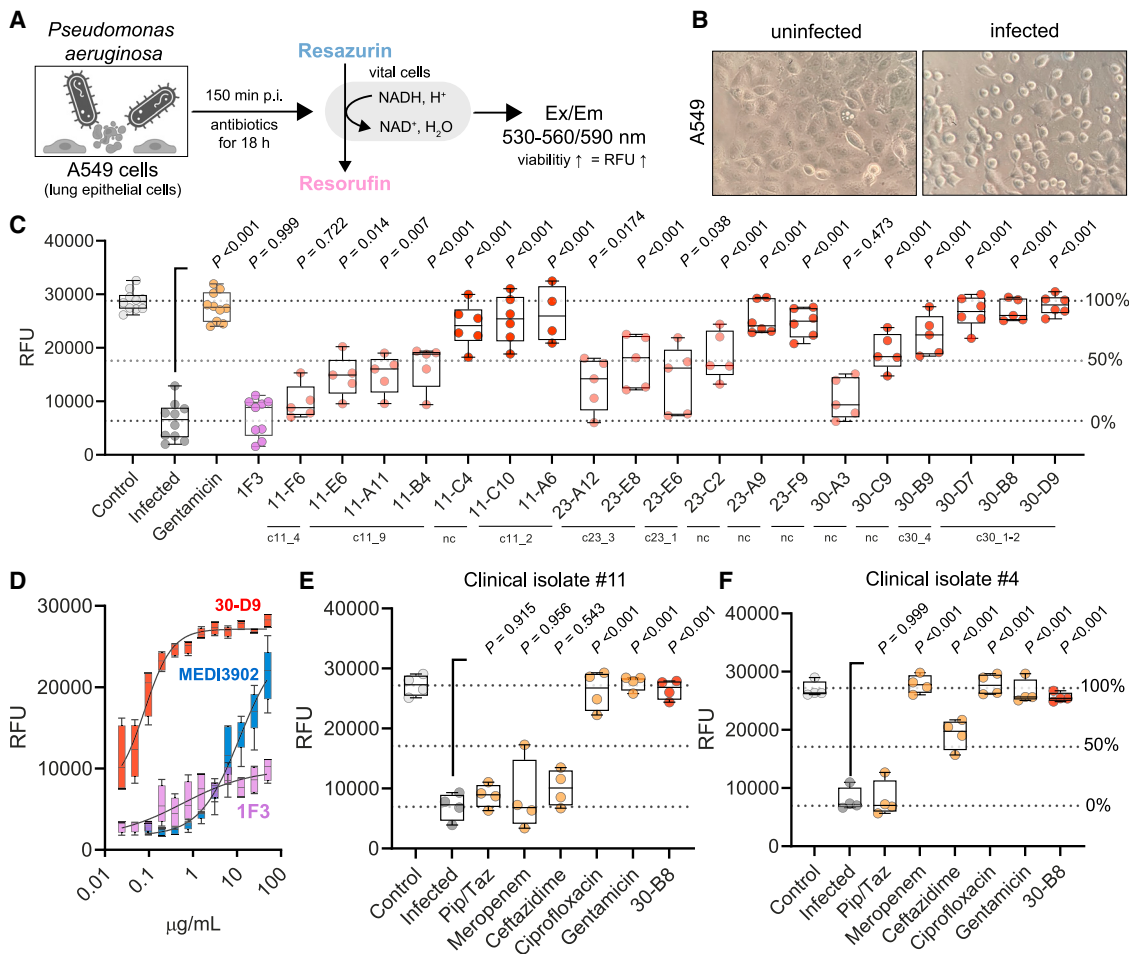 A
Pseudomonas
aeruginosa
A549 cells
(lung epithelial cells)
150 min p.i.
antibiotics
for 18 h
Resazurin
vital cells
NADH, H+
NAD+, H2O
Resorufin
Ex/Em
530-560/590 nm
viabilitiy ↑ = RFU ↑
B
uninfected
infected
A549
C
P <0.001
P = 0.999
P = 0.722
P = 0.014
P = 0.007
P <0.001
P <0.001
P <0.001
P <0.001
P = 0.0174
P <0.001
P = 0.038
P <0.001
P <0.001
P <0.001
P = 0.473
P <0.001
P <0.001
P <0.001
P <0.001
P <0.001
RFU
40000
30000
20000
10000
0
100%
50%
0%
Control
Infected
Gentamicin
1F3
11-F6
11-E6
11-A11
11-B4
11-C4
11-C10
11-A6
23-A12
23-E8
23-E6
23-C2
23-A9
23-F9
30-A3
30-C9
30-B9
30-D7
30-B8
30-D9
c11_4
c11_9
nc
c11_2
c23_3
c23_1
nc
nc
nc
nc
nc
c30_4
c30_1-2
D
30-D9
MEDI3902
1F3
RFU
30000
20000
10000
0
0.01
0.1
1
10
100
µg/mL
E
Clinical isolate #11
P = 0.915
P = 0.956
P = 0.543
P <0.001
P <0.001
P <0.001
RFU
40000
30000
20000
10000
0
Control
Infected
Pip/Taz
Meropenem
Ceftazidime
Ciprofloxacin
Gentamicin
30-B8
F
Clinical isolate #4
P = 0.999
P <0.001
P <0.001
P <0.001
P <0.001
P <0.001
RFU
40000
30000
20000
10000
0
100%
50%
0%
Control
Infected
Pip/Taz
Meropenem
Ceftazidime
Ciprofloxacin
Gentamicin
30-B8